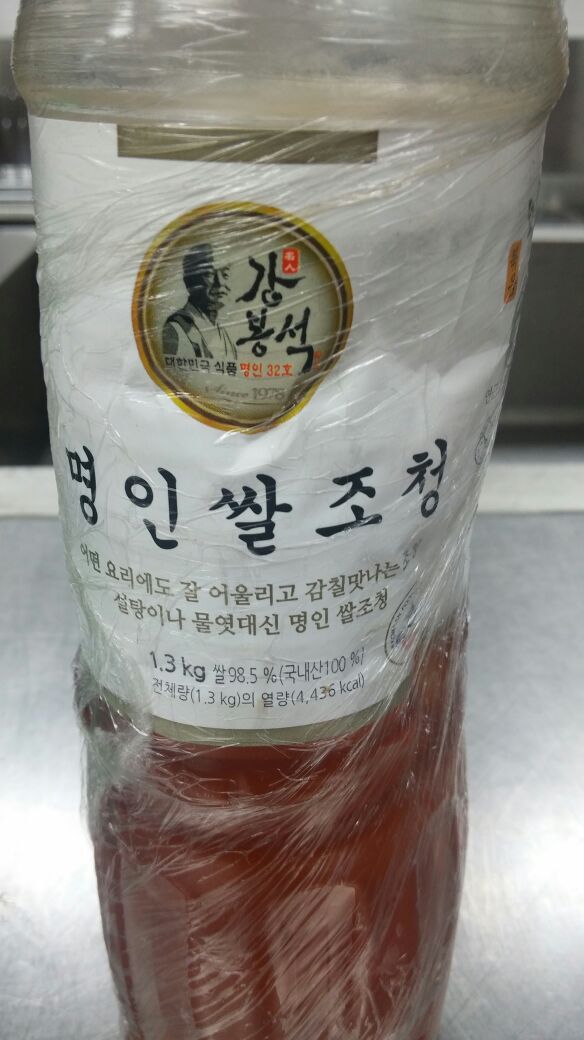 名人
강봉석
대한민국 식품 명인 32호
Since 1978
명인 쌀 조청
어떤 요리에도 잘 어울리고 감칠맛나는
설탕이나 물엿대신 명인 쌀조청
1.3 kg 쌀98.5 %(국내산100 %)
전체량(1.3 kg)의 열량(4,436 kcal)